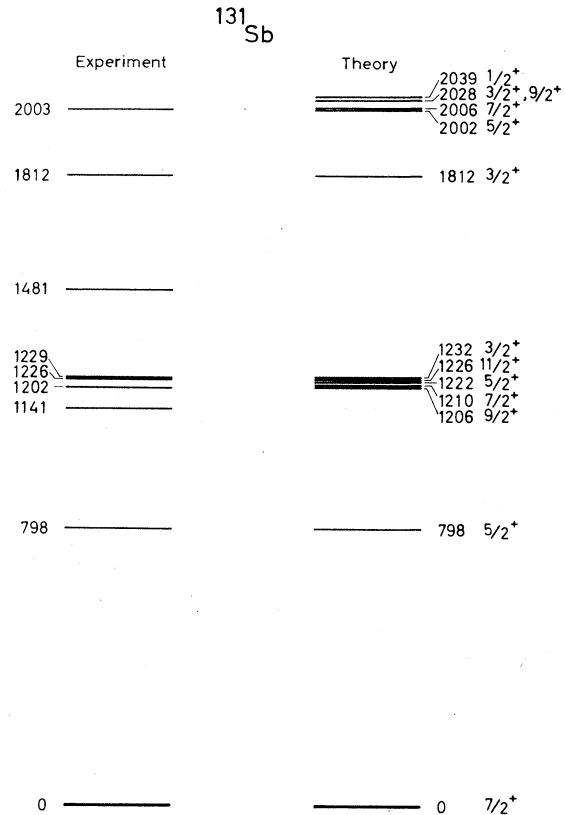 131Sb
Experiment Theory
2039 1/2+
2028 3/2+,9/2+
2003 2006 7/2+
2002 5/2+
1812 1812 3/2+
1481
1229 1232 3/2+
1226 1226 11/2+
1202 1222 5/2+
1141 1210 7/2+
1206 9/2+
798 798 5/2+
0 0 7/2+